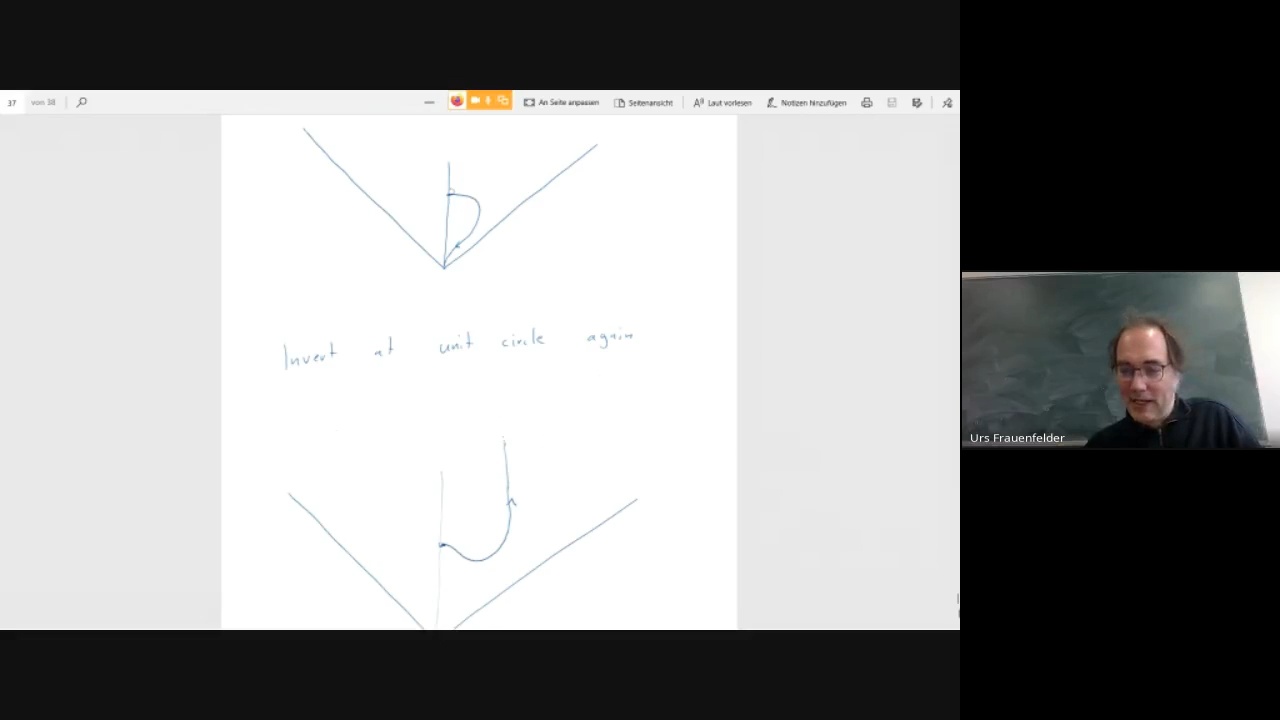 37 von 38 An Seite anpassen Seitenansicht Laut vorlesen Notizen hinzufügen
Invert at unit circle again
Urs Frauenfelder